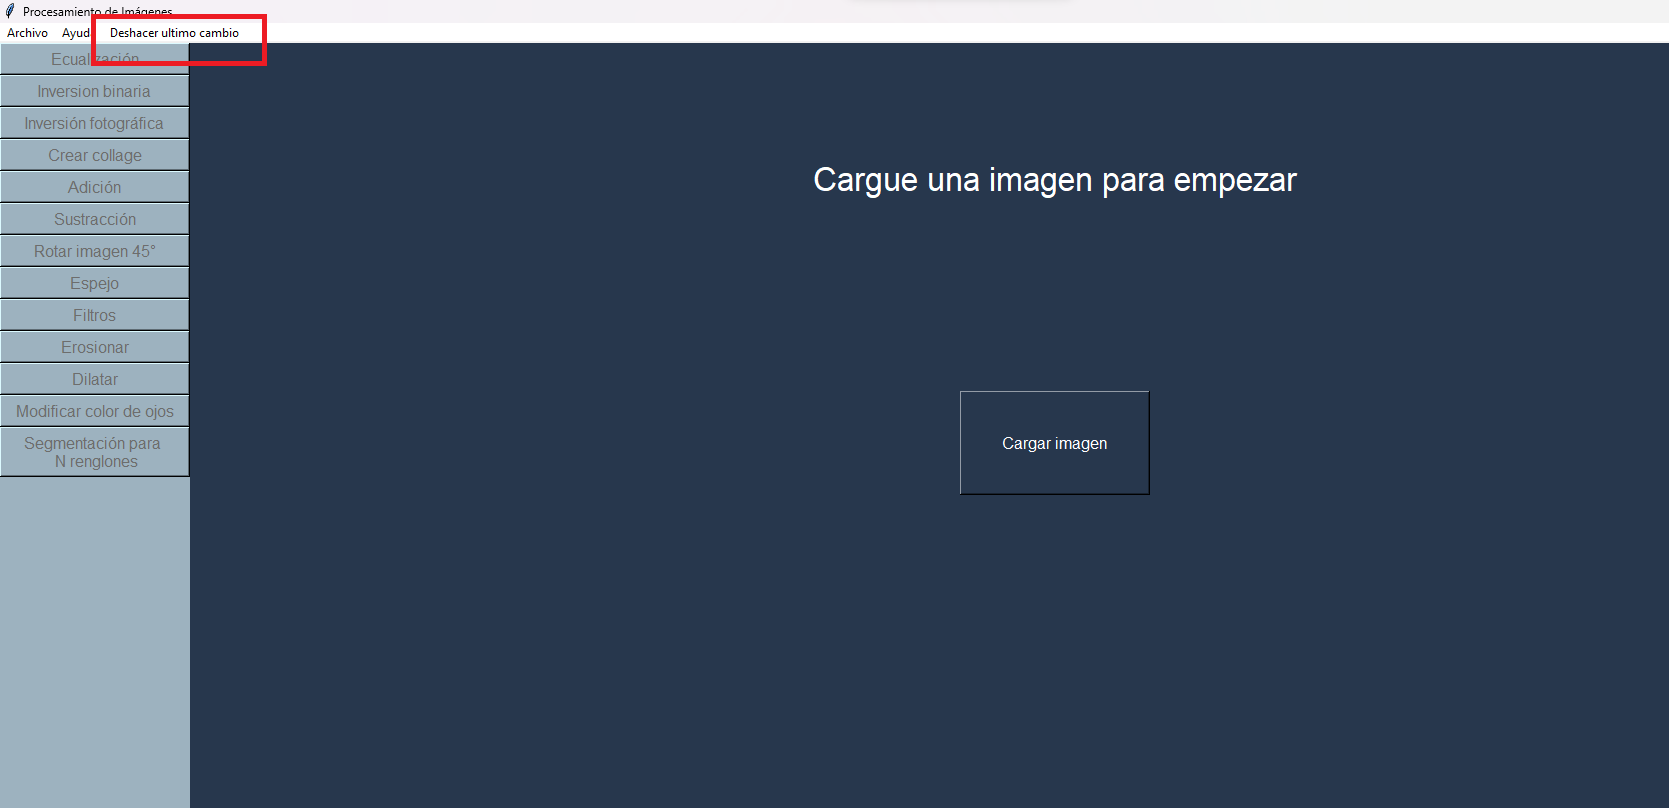 Procesamiento de Imágenes
Archivo Ayud Deshacer ultimo cambio
Ecualización
Inversion binaria
Inversión fotográfica
Crear collage
Adición
Sustracción
Rotar imagen 45°
Espejo
Filtros
Erosionar
Dilatar
Modificar color de ojos
Segmentación para
N renglones
Cargue una imagen para empezar
Cargar imagen